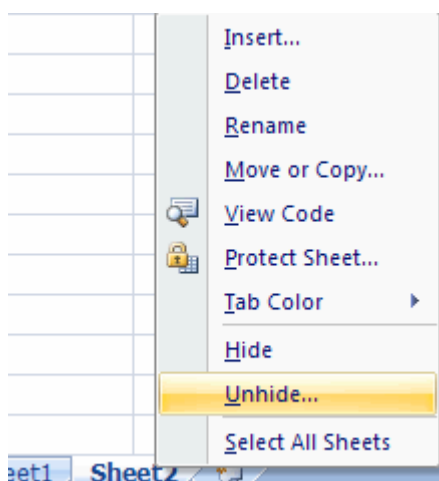 Insert...
Delete
Rename
Move or Copy...
View Code
Protect Sheet...
Tab Color
Hide
Unhide...
Select All Sheets
eet1 Sheet2